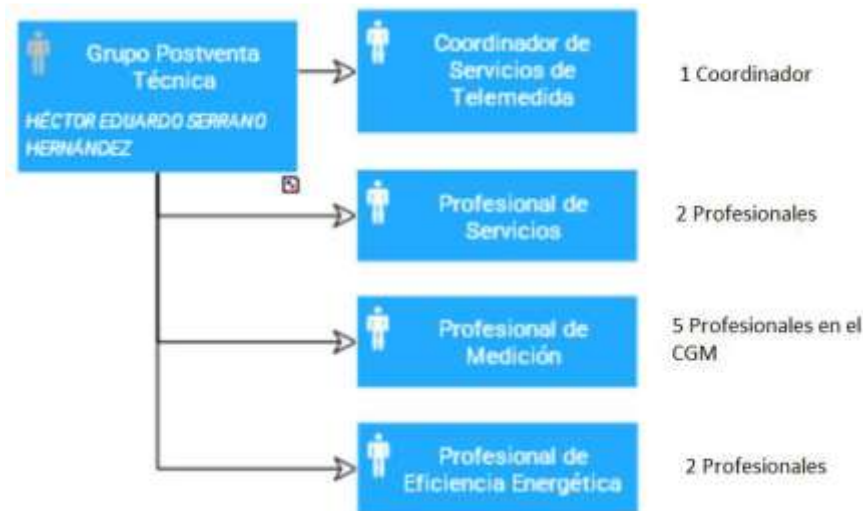 Grupo Postventa
Técnica
HÉCTOR EDUARDO SERRANO
HERNÁNDEZ
Coordinador de
Servicios de
Telemedida
1 Coordinador
Profesional de
Servicios
2 Profesionales
Profesional de
Medición
5 Profesionales en el
CGM
Profesional de
Eficiencia Energética
2 Profesionales